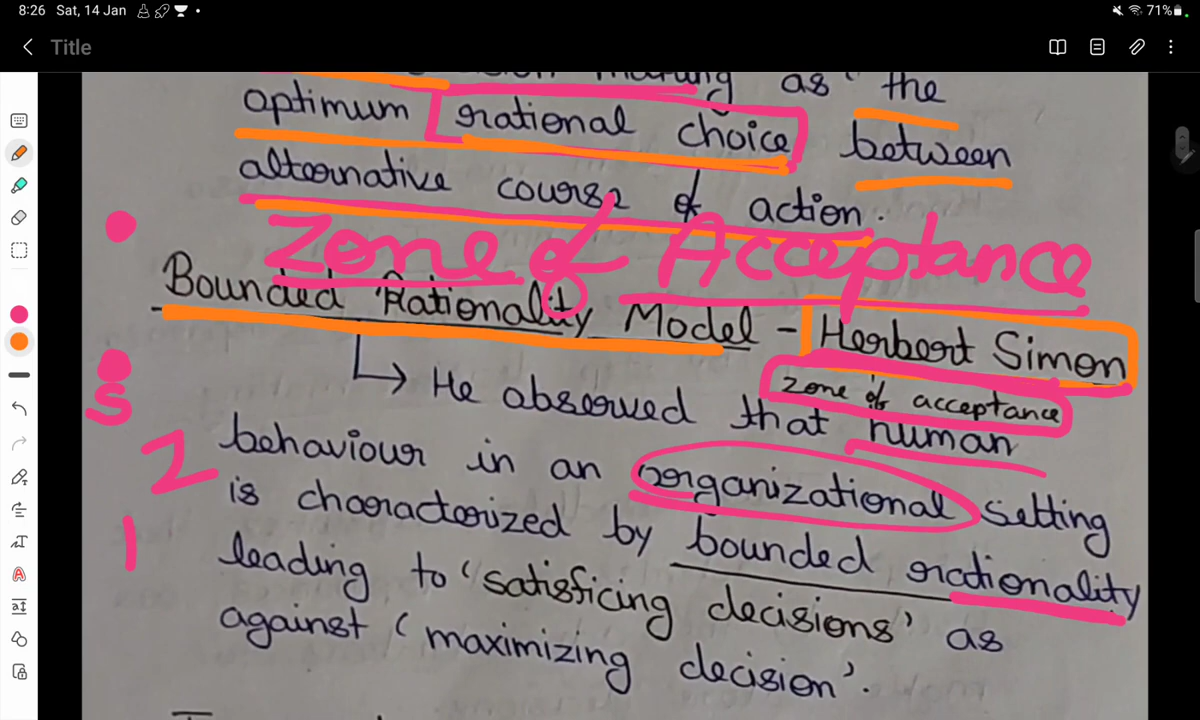 8:26 Sat, 14 Jan
71%
Title
making as the
optimum rational choice between
alternative course of action.
Zone of Acceptance
Bounded Rationality Model - Herbert Simon
zone of acceptance
He observed that human
behaviour in an organizational setting
is characterized by bounded rationality
leading to 'satisficing decisions' as
against 'maximizing decision'.
S
2
1